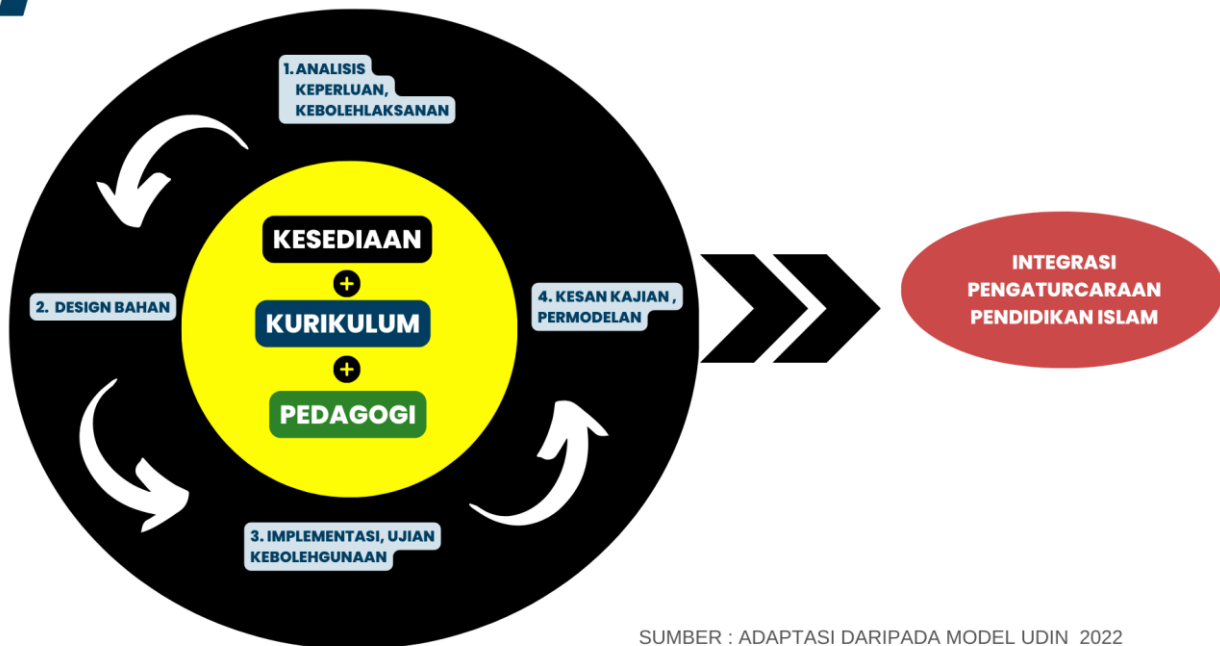 1. ANALISIS
KEPERLUAN,
KEBOLEHLAKSANAN
KESEDIAAN
+
KURIKULUM
+
PEDAGOGI
2. DESIGN BAHAN
3. IMPLEMENTASI, UJIAN
KEBOLEHGUNAAN
4. KESAN KAJIAN ,
PERMODELAN
INTEGRASI
PENGATURCARAAN
PENDIDIKAN ISLAM
SUMBER : ADAPTASI DARIPADA MODEL UDIN 2022